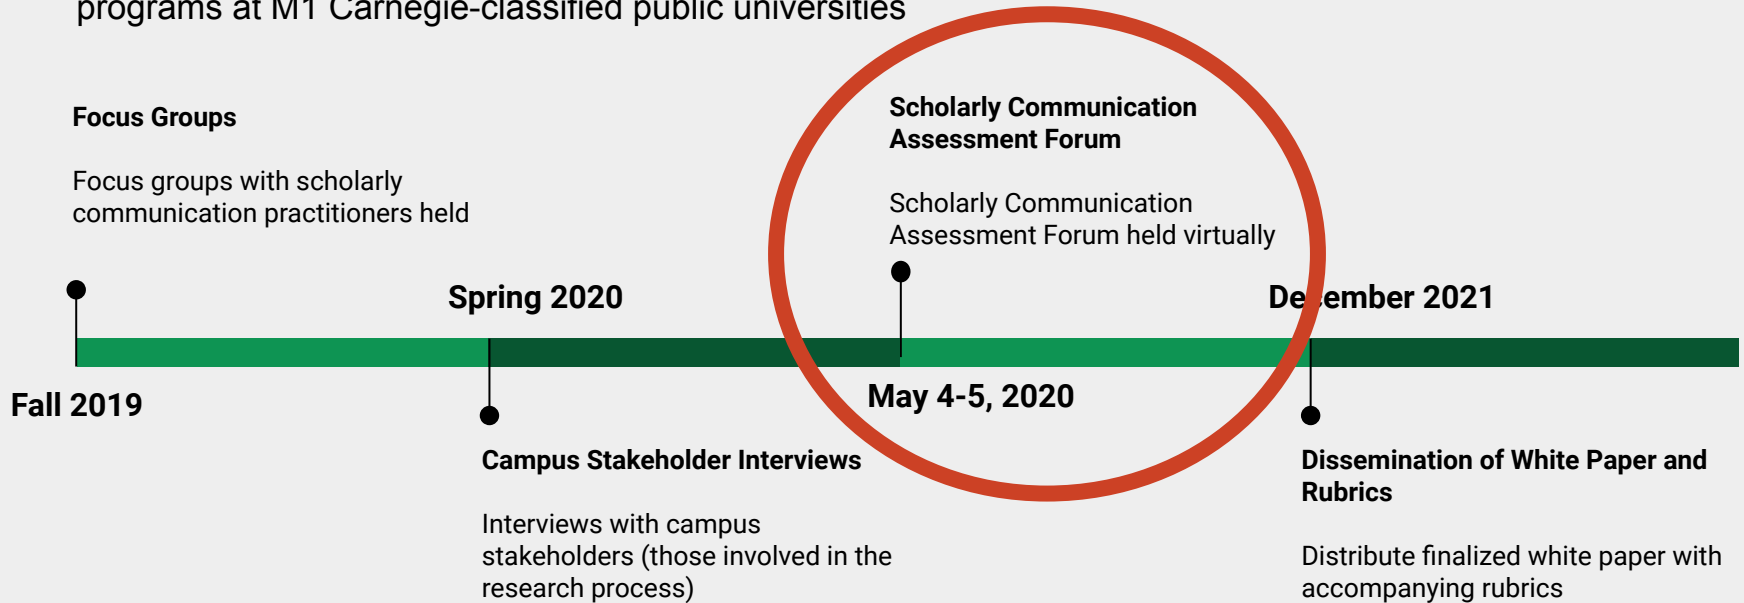 programs at M1 Carnegie-classified public universities
Focus Groups
Focus groups with scholarly
communication practitioners held
Scholarly Communication
Assessment Forum
Scholarly Communication
Assessment Forum held virtually
Spring 2020
December 2021
Fall 2019
May 4-5, 2020
Campus Stakeholder Interviews
Interviews with campus
stakeholders (those involved in the
research process)
Dissemination of White Paper and
Rubrics
Distribute finalized white paper with
accompanying rubrics